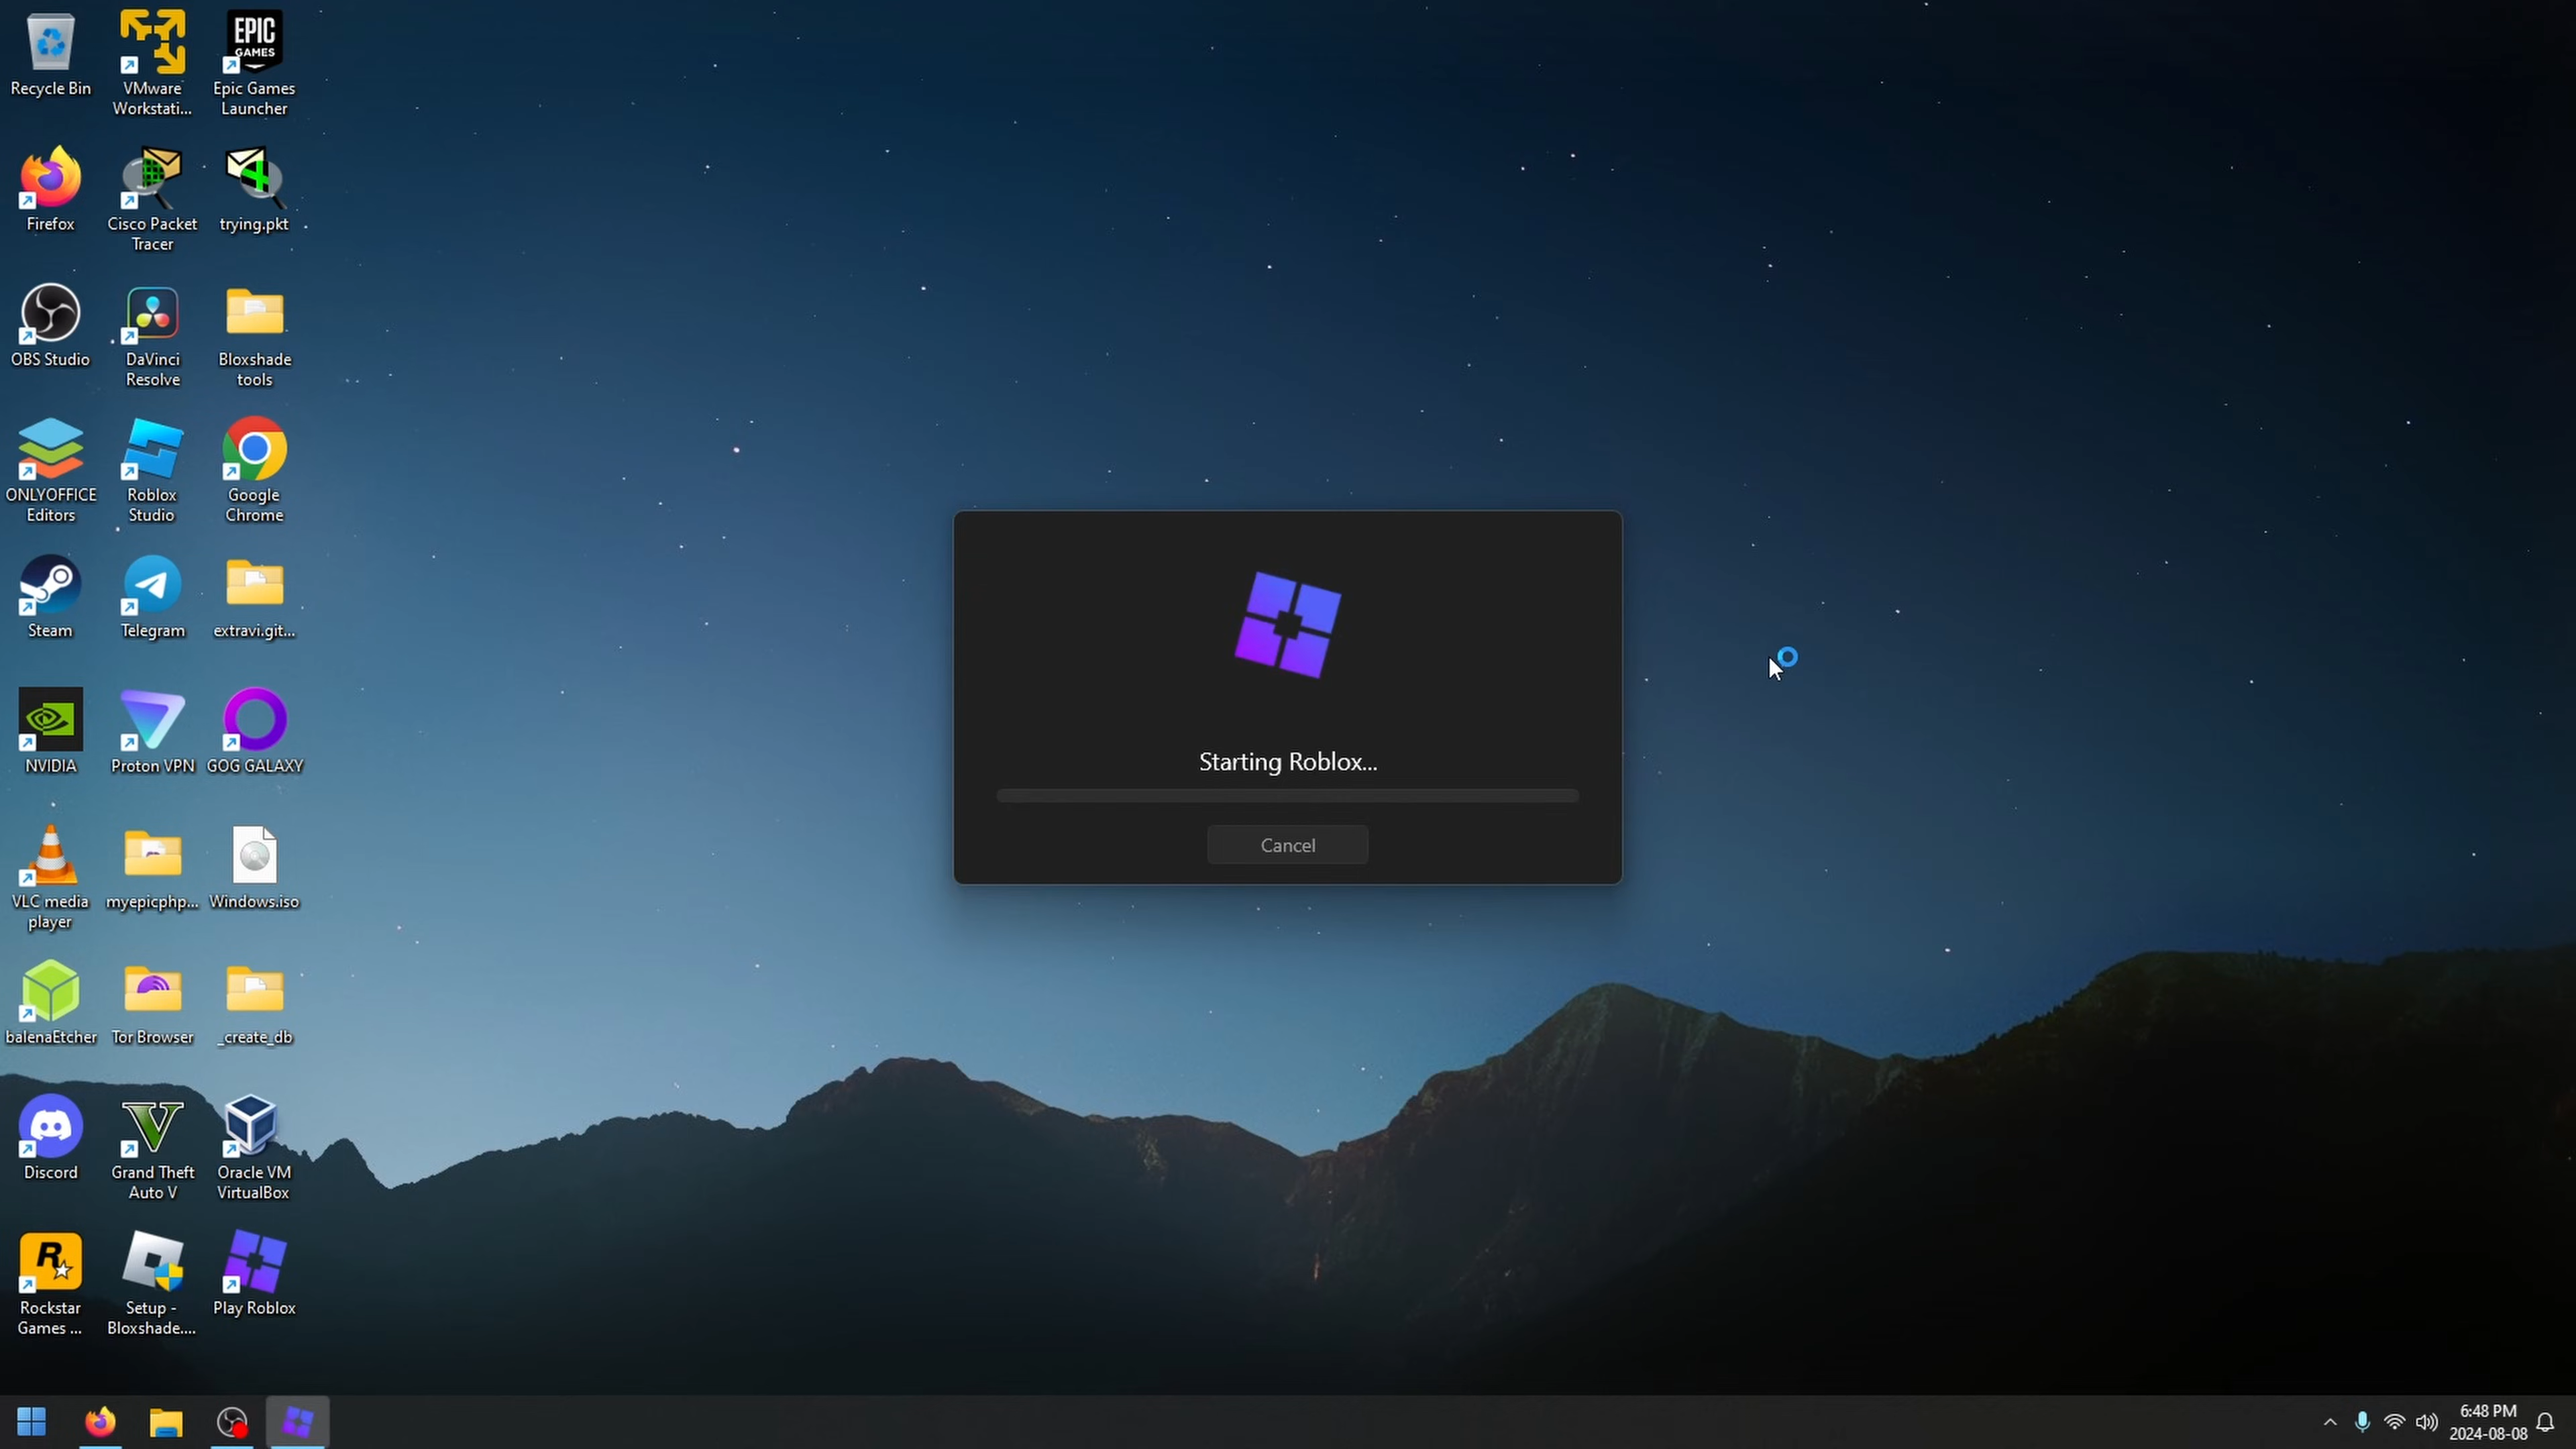 Recycle Bin
VMware
Workstati...
EPIC
GAMES
Epic Games
Launcher
Firefox
Cisco Packet
Tracer
trying.pkt
OBS Studio
DaVinci
Resolve
Bloxshade
tools
ONLYOFFICE
Editors
Roblox
Studio
Google
Chrome
Steam
Telegram
extravi.git...
NVIDIA
Proton VPN
GOG GALAXY
VLC media
player
myepicphp...
Windows.iso
balenaEtcher
Tor Browser
_create_db
Discord
V
Grand Theft
Auto V
Oracle VM
VirtualBox
R
Rockstar
Games ...
Setup -
Bloxshade....
Play Roblox
Starting Roblox...
Cancel
6:48 PM
2024-08-08